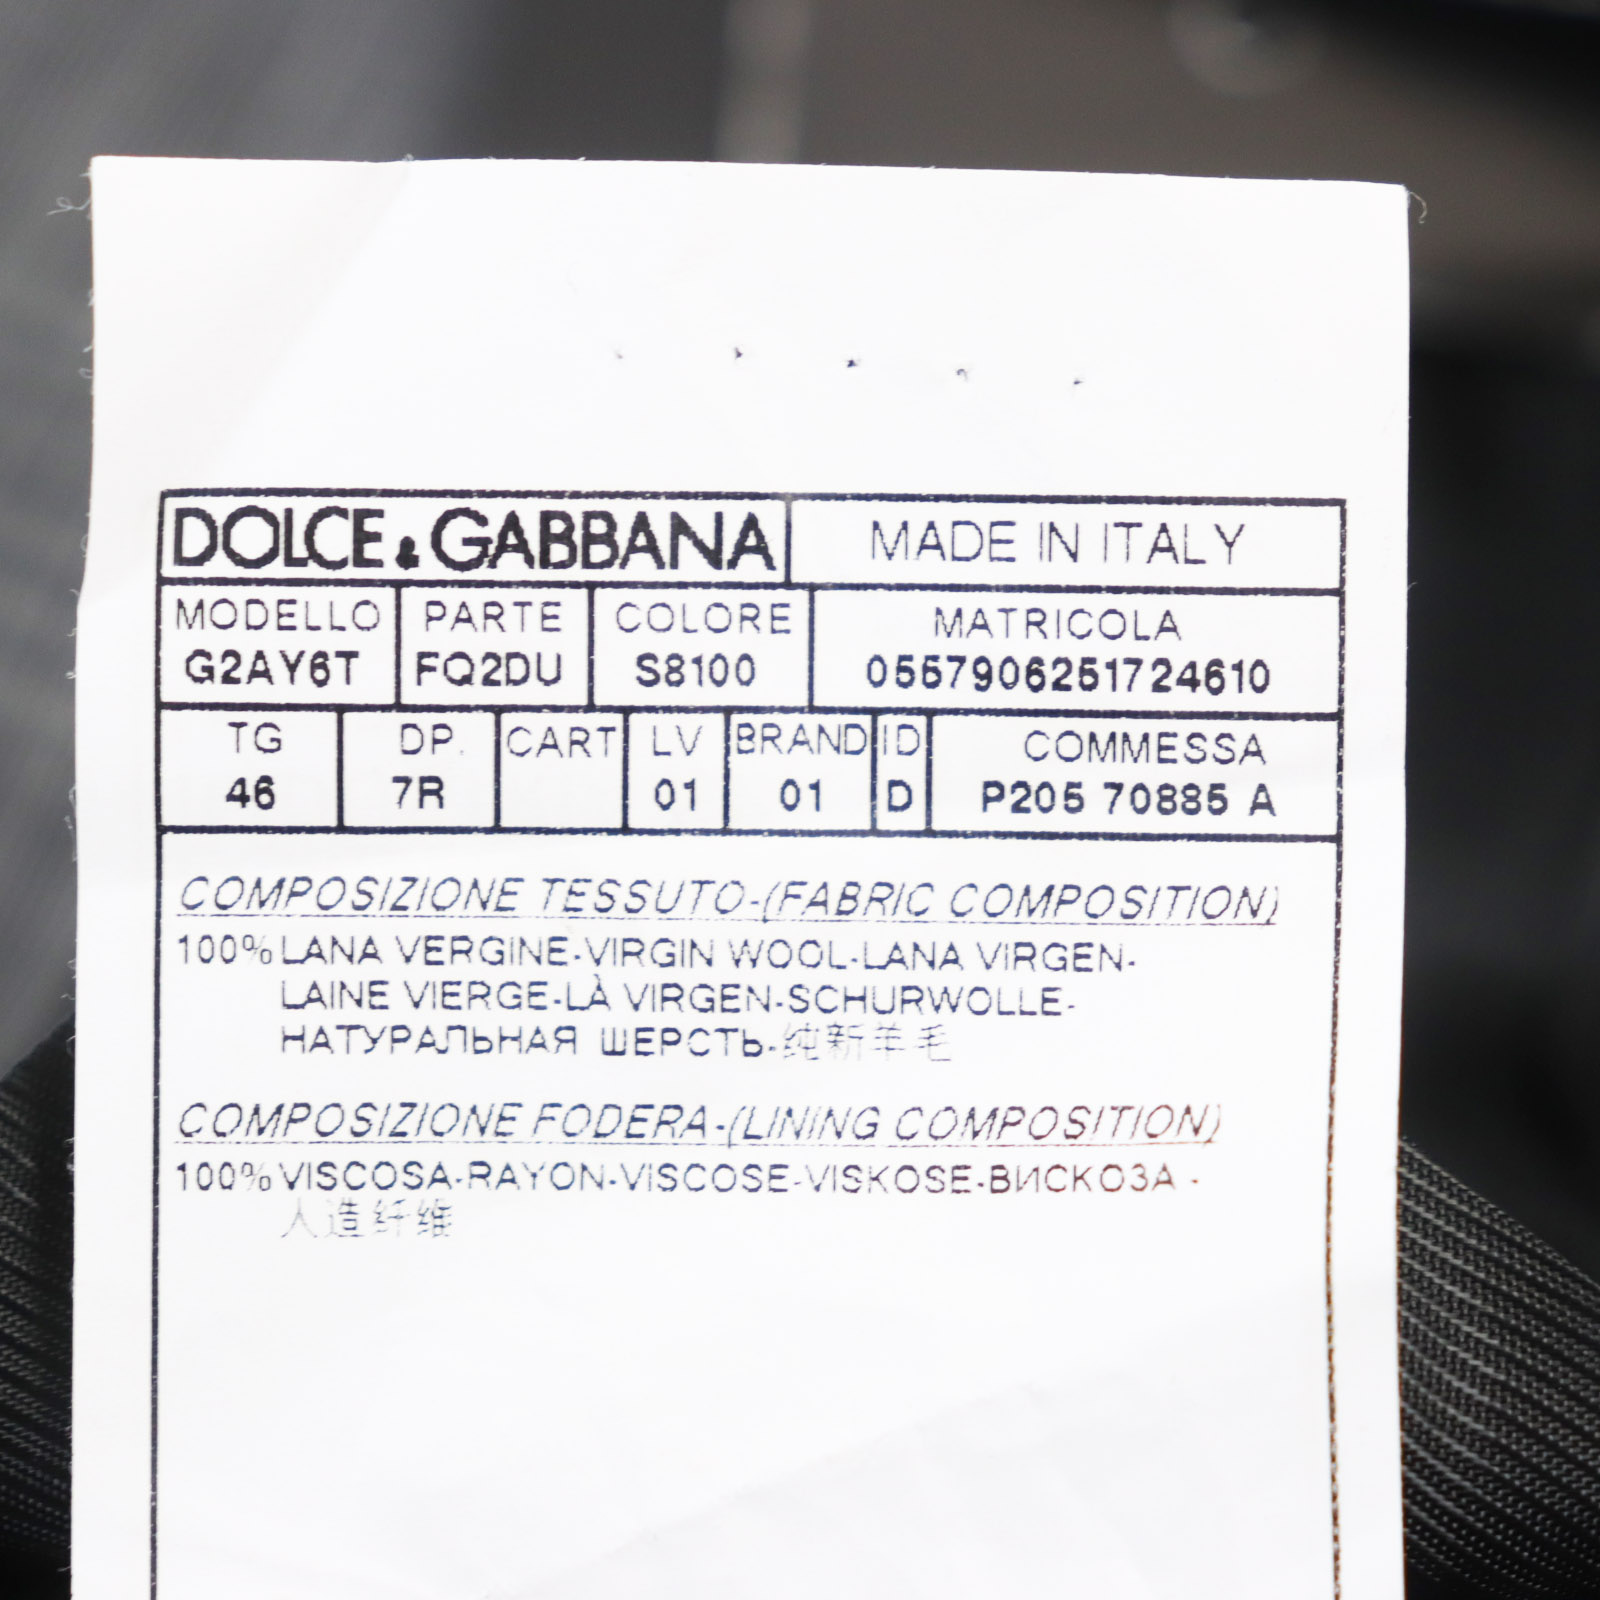 DOLCE & GABBANA MADE IN ITALY
MODELLO PARTE COLORE MATRICOLA
G2AY6T FQ2DU S8100 0557906251724610
TG DP. CART LV BRAND ID COMMESSA
46 7R 01 01 D P205 70885 A
COMPOSIZIONE TESSUTO-(FABRIC COMPOSITION)
100% LANA VERGINE-VIRGIN WOOL-LANA VIRGEN-
LAINE VIERGE-LÀ VIRGEN-SCHURWOLLE-
НАТУРАЛЬНАЯ ШЕРСТЬ-纯新羊毛
COMPOSIZIONE FODERA-(LINING COMPOSITION)
100% VISCOSA-RAYON-VISCOSE-VISKOSE-ВИСКОЗА -
人造纤维